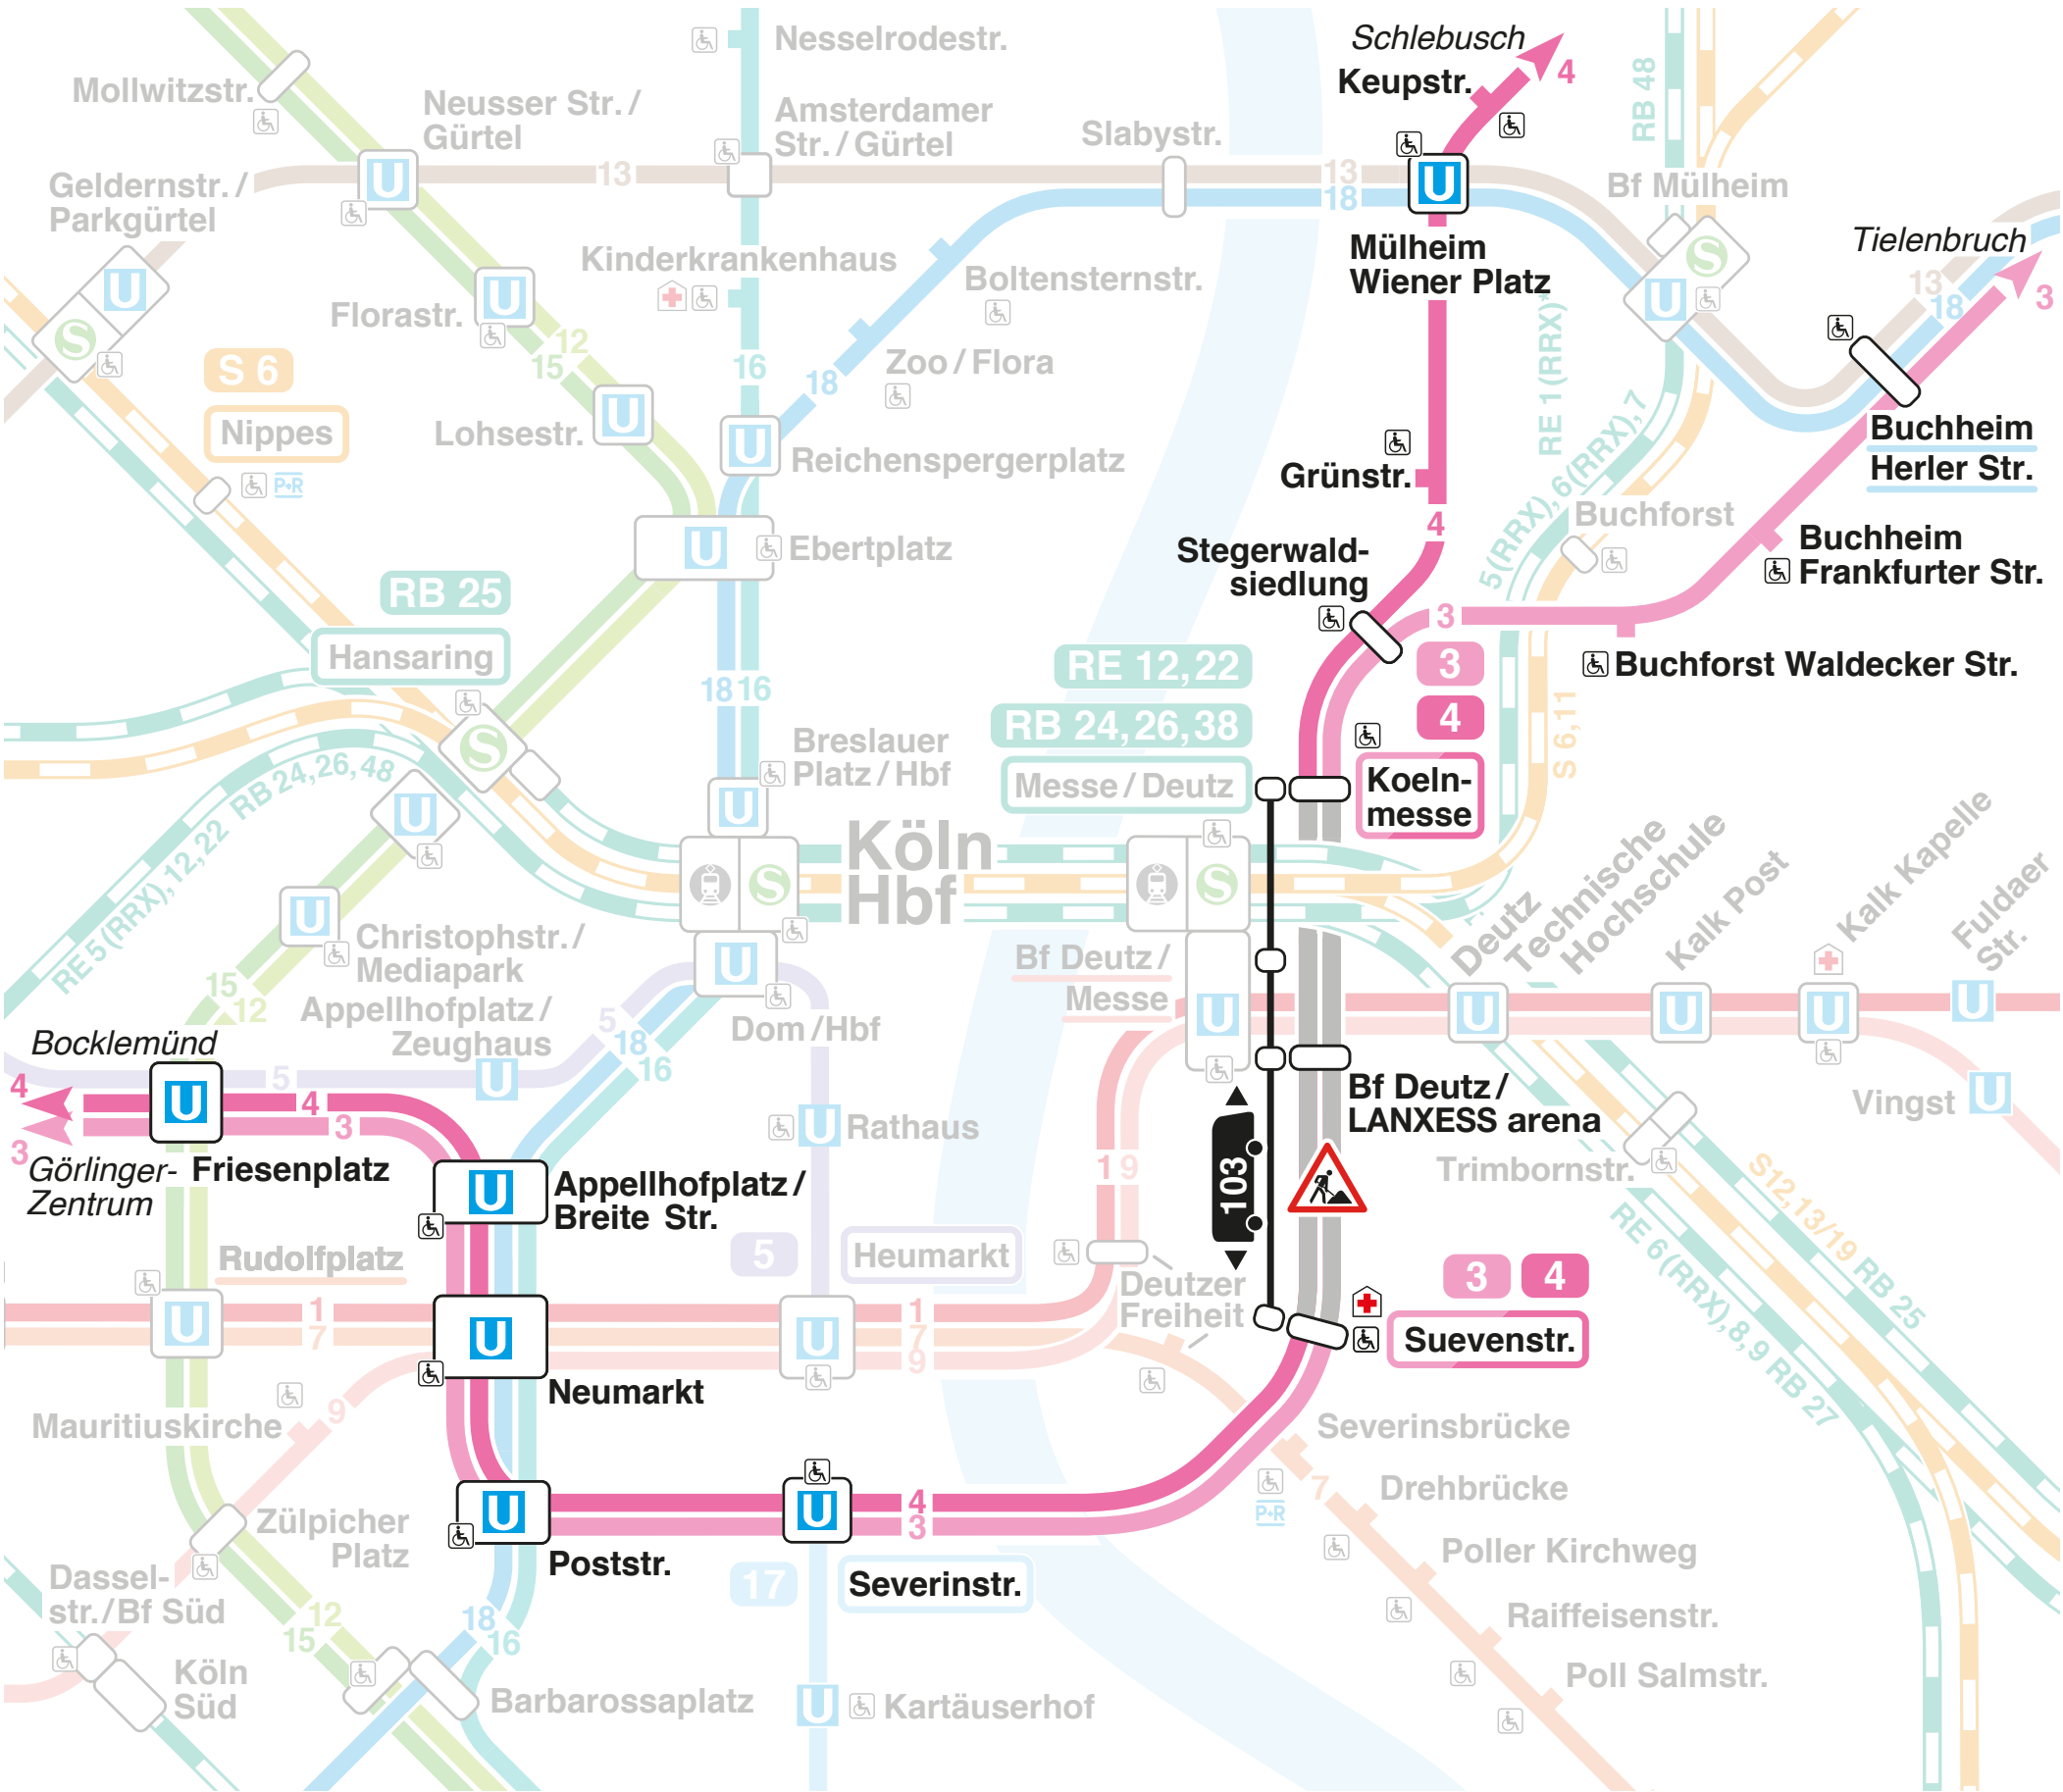 Schlebusch
Keupstr.
4
Nesselrodestr.
RB 48
Mollwitzstr.
Neusser Str. /
Gürtel
Amsterdamer
Str. / Gürtel
Slabystr.
13
13
18
U
U
Geldernstr. /
Parkgürtel
Bf Mülheim
S
U
Mülheim
Wiener Platz
Tielenbruch
13
18
3
Kinderkrankenhaus
Boltensternstr.
U
S
U
Florastr.
12
15
16
18
Zoo / Flora
S 6
Nippes
P+R
Lohsestr.
U
U
Reichenspergerplatz
RE 1 (RRX)*
5 (RRX), 6 (RRX), 7
Buchheim
Herler Str.
Grünstr.
4
Buchforst
Buchheim
Frankfurter Str.
Stegerwald-
siedlung
U
Ebertplatz
RB 25
Hansaring
3
Buchforst Waldecker Str.
3
4
RE 12, 22
RB 24, 26, 38
Messe / Deutz
18
16
S 6, 11
Koeln-
messe
Breslauer
Platz / Hbf
S
U
U
RB 24, 26, 48
RE 5 (RRX), 12, 22
Köln
Hbf
S
S
Deutz
Technische
Hochschule
Kalk Post
Kalk Kapelle
Fuldaer
Str.
U
Christophstr. /
Mediapark
15
12
U
Bf Deutz /
Messe
U
U
U
U
U
Appellhofplatz /
Zeughaus
5
18
16
Dom / Hbf
Bocklemünd
4
5
U
4
3
3
U
Görlinger-
Zentrum
Friesenplatz
Rathaus
U
Bf Deutz /
LANXESS arena
Vingst
U
Trimbornstr.
1
9
103
S12, 13/19 RB 25
RE 6 (RRX), 8, 9 RB 27
U
Appellhofplatz /
Breite Str.
Rudolfplatz
5
Heumarkt
Deutzer
Freiheit
3
4
Suevenstr.
1
7
U
U
U
1
7
9
Neumarkt
Mauritiuskirche
9
Severinsbrücke
P+R
7
Drehbrücke
U
U
4
3
Poststr.
Zülpicher
Platz
17
Severinstr.
Poller Kirchweg
Dassel-
str. / Bf Süd
12
15
18
16
Raiffeisenstr.
Poll Salmstr.
Köln
Süd
Barbarossaplatz
U
Kartäuserhof